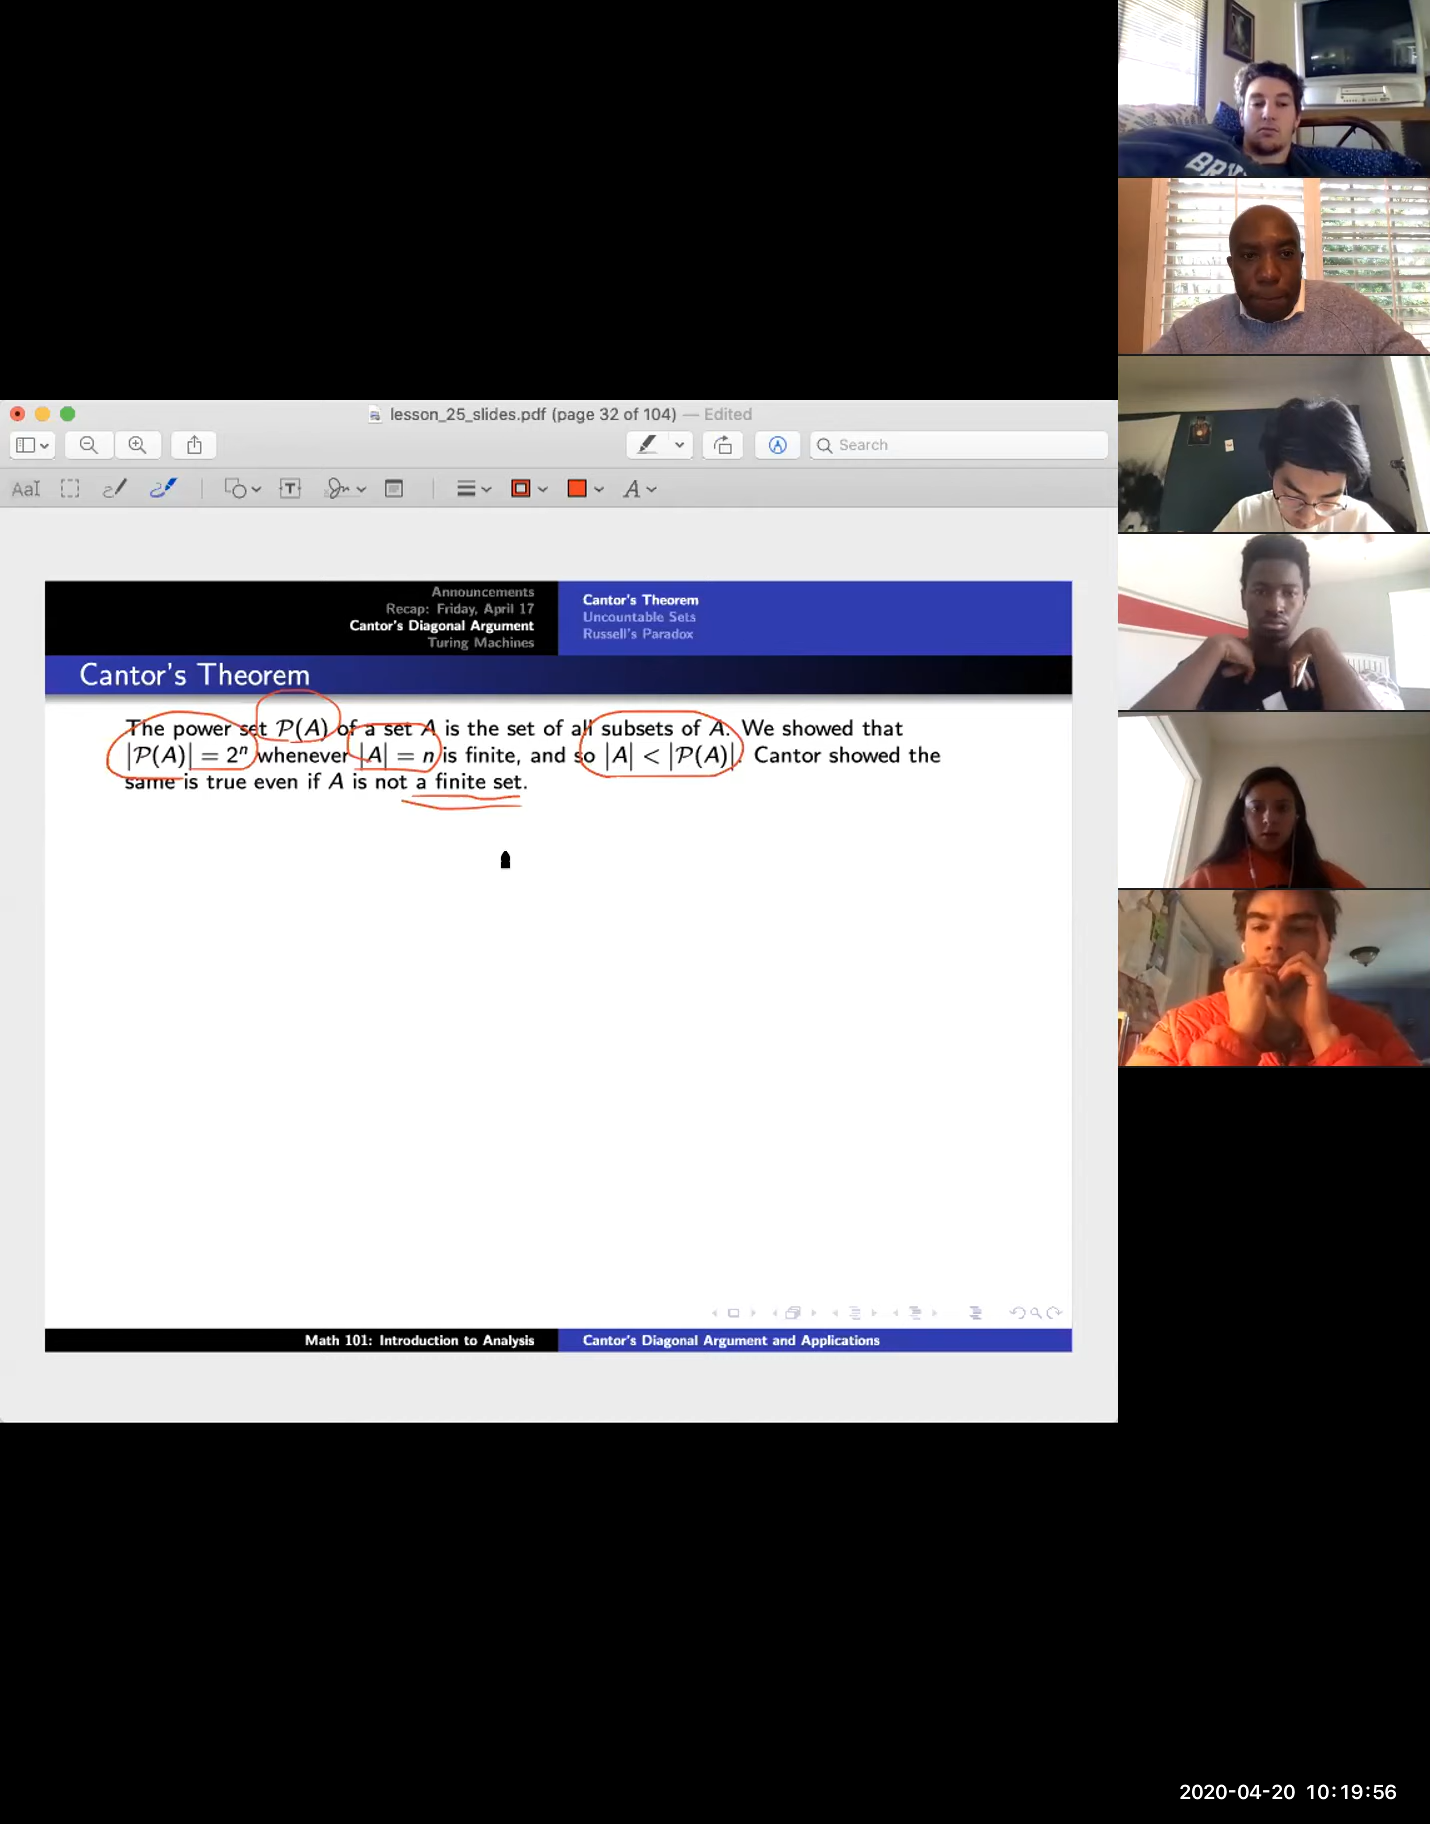 lesson_25_slides.pdf (page 32 of 104) — Edited
Search
AaI
T
A
Announcements
Recap: Friday, April 17
Cantor's Diagonal Argument
Turing Machines
Cantor's Theorem
Uncountable Sets
Russell's Paradox
Cantor's Theorem
The power set 𝒫(A) of a set A is the set of all subsets of A. We showed that
|𝒫(A)| = 2ⁿ whenever |A| = n is finite, and so |A| < |𝒫(A)|. Cantor showed the
same is true even if A is not a finite set.
Math 101: Introduction to Analysis
Cantor's Diagonal Argument and Applications
2020-04-20 10:19:56